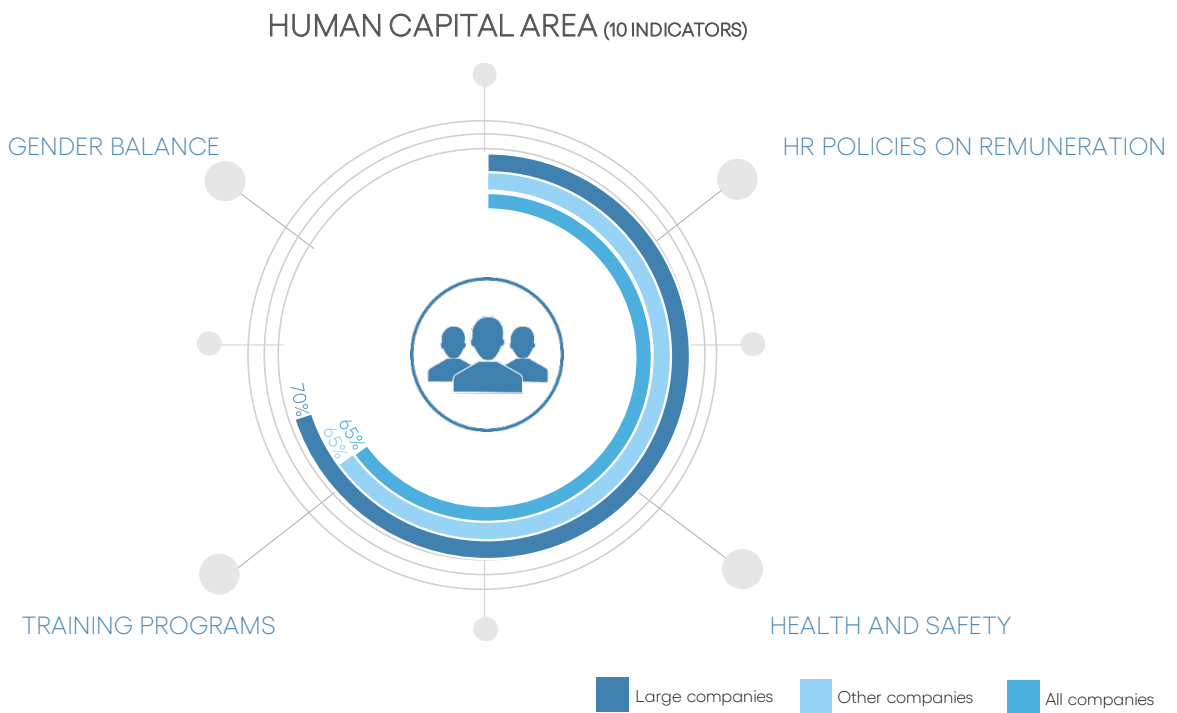 HUMAN CAPITAL AREA (10 INDICATORS)
GENDER BALANCE
HR POLICIES ON REMUNERATION
70%
65%
65%
TRAINING PROGRAMS
HEALTH AND SAFETY
Large companies
Other companies
All companies